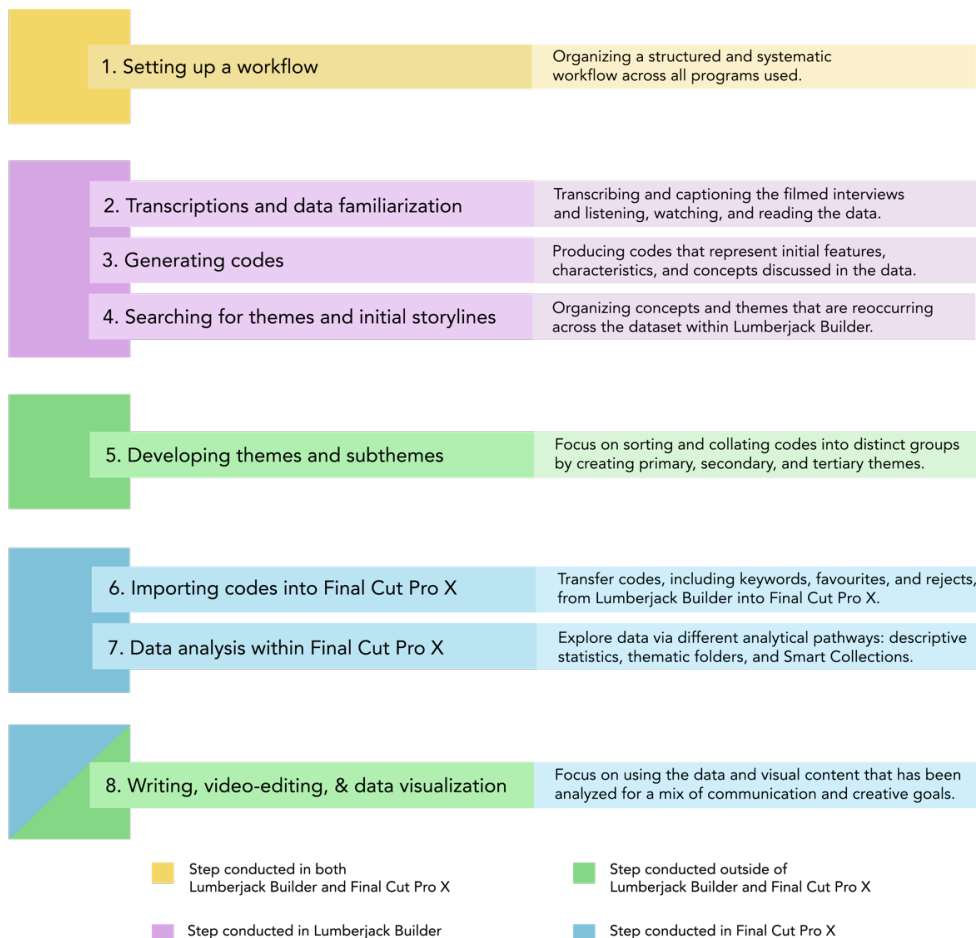 1. Setting up a workflow
Organizing a structured and systematic
workflow across all programs used.
2. Transcriptions and data familiarization
Transcribing and captioning the filmed interviews
and listening, watching, and reading the data.
3. Generating codes
Producing codes that represent initial features,
characteristics, and concepts discussed in the data.
4. Searching for themes and initial storylines
Organizing concepts and themes that are reoccurring
across the dataset within Lumberjack Builder.
5. Developing themes and subthemes
Focus on sorting and collating codes into distinct groups
by creating primary, secondary, and tertiary themes.
6. Importing codes into Final Cut Pro X
Transfer codes, including keywords, favourites, and rejects,
from Lumberjack Builder into Final Cut Pro X.
7. Data analysis within Final Cut Pro X
Explore data via different analytical pathways: descriptive
statistics, thematic folders, and Smart Collections.
8. Writing, video-editing, & data visualization
Focus on using the data and visual content that has been
analyzed for a mix of communication and creative goals.
Step conducted in both
Lumberjack Builder and Final Cut Pro X
Step conducted outside of
Lumberjack Builder and Final Cut Pro X
Step conducted in Lumberjack Builder
Step conducted in Final Cut Pro X